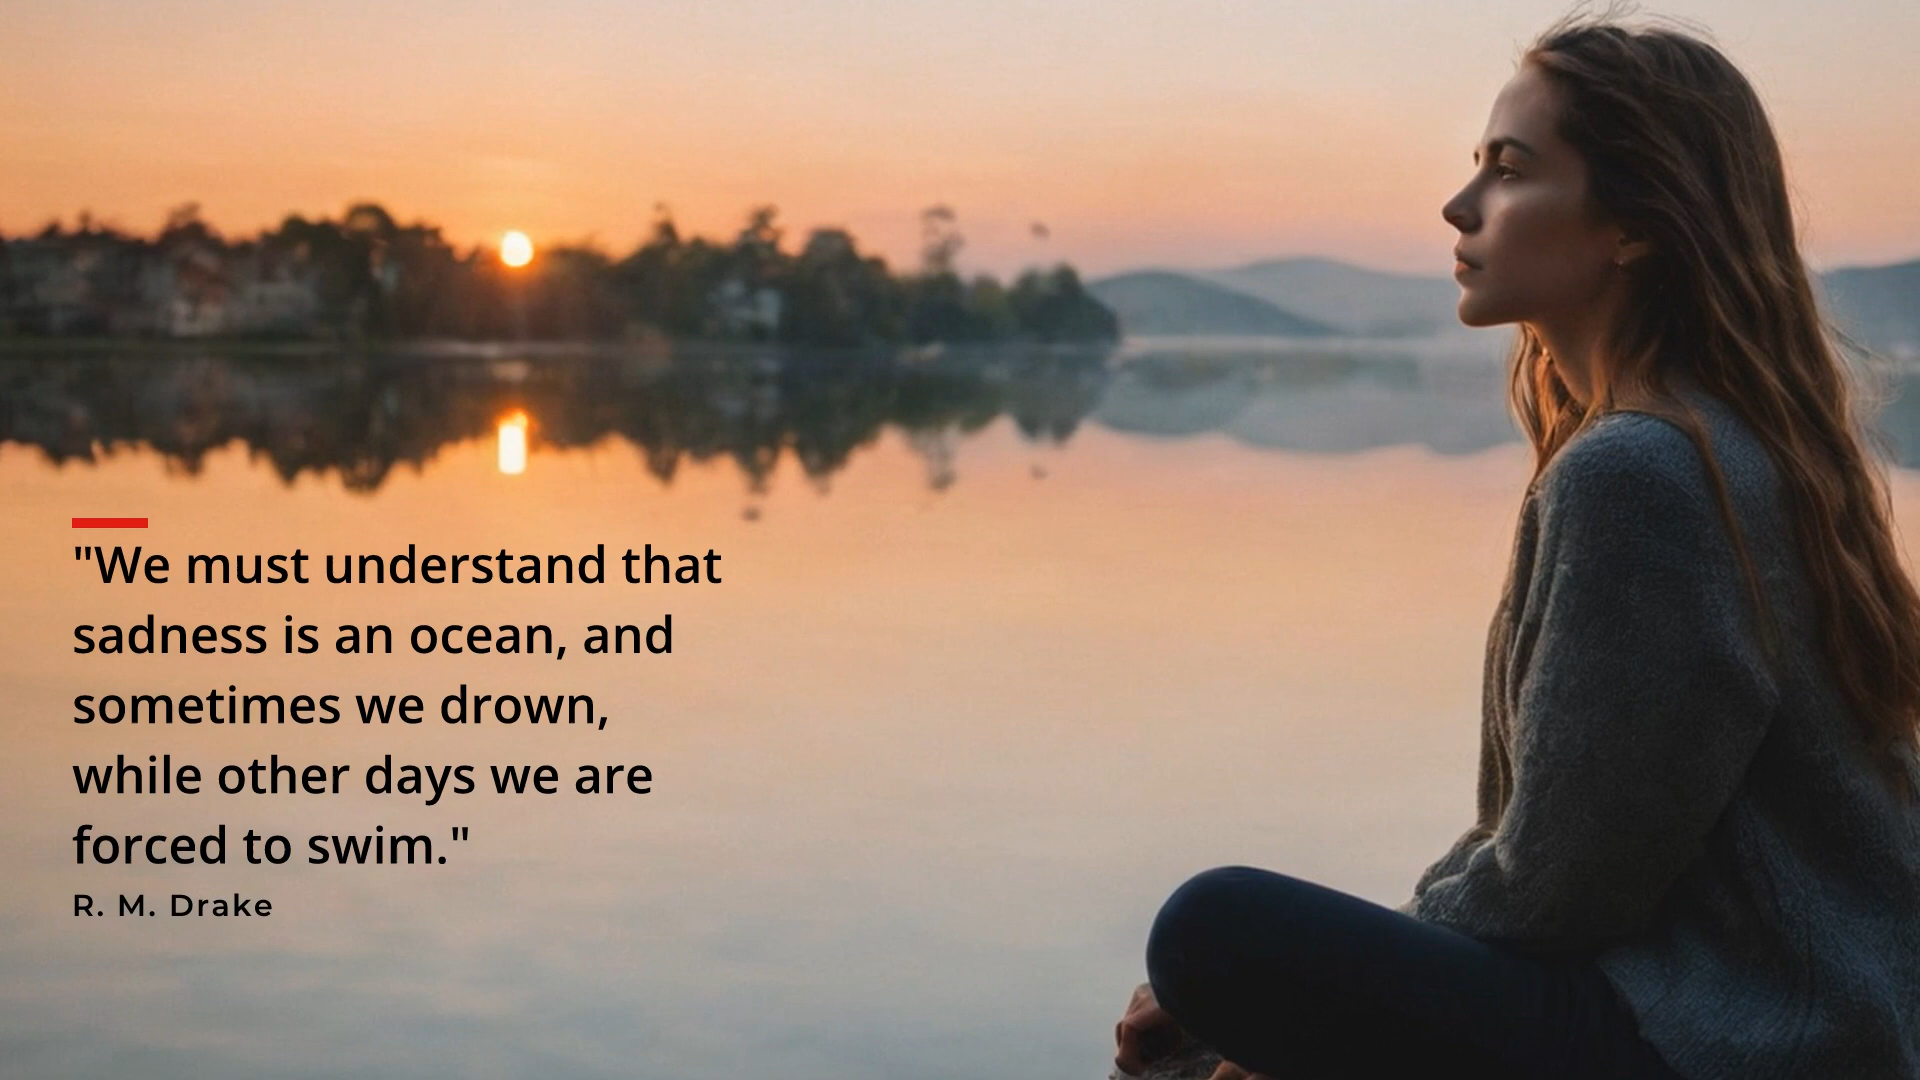 "We must understand that
sadness is an ocean, and
sometimes we drown,
while other days we are
forced to swim."
R. M. Drake